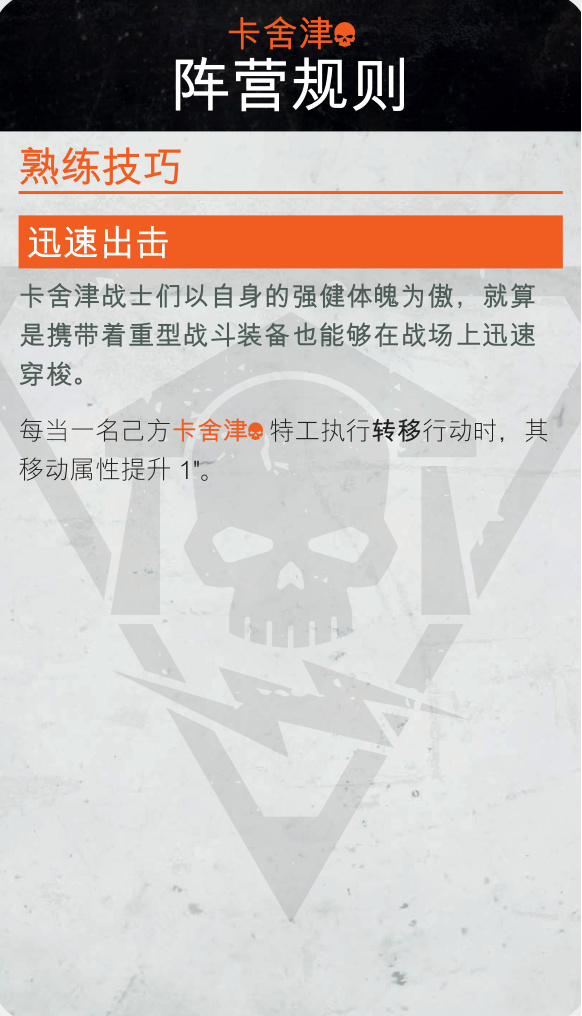 卡舍津
阵营规则
熟练技巧
迅速出击
卡舍津战士们以自身的强健体魄为傲，就算
是携带着重型战斗装备也能够在战场上迅速
穿梭。
每当一名己方卡舍津 特工执行转移行动时，其
移动属性提升 1"。